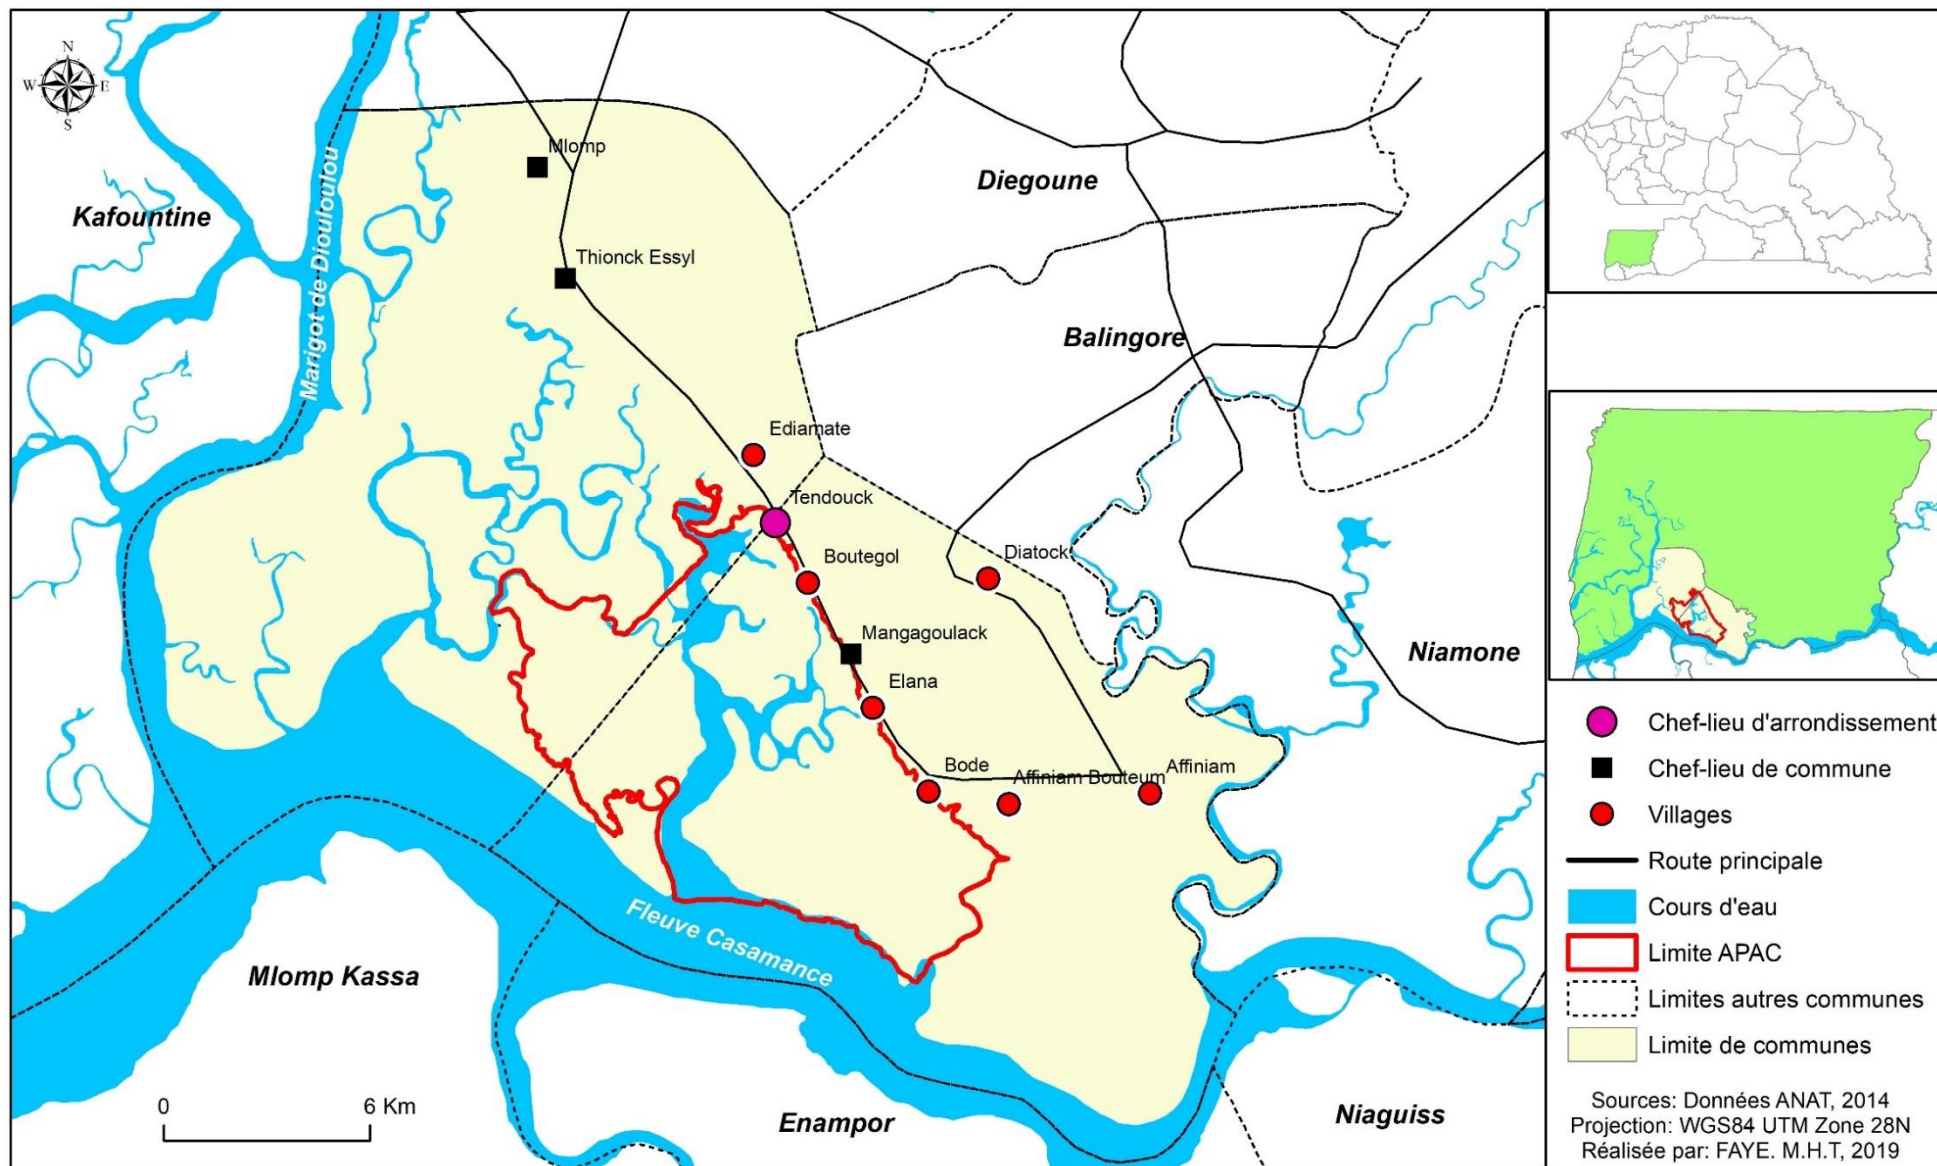 N
W E
S
Mlomp
Kafountine
Diegoune
Marigot de Diouloulou
Thionck Essyl
Balingore
Ediamate
Tendouck
Boutegol
Diatock
Mangagoulack
Niamone
Elana
Bode
Affiniam Bouteum
Affiniam
Fleuve Casamance
Mlomp Kassa
0 6 Km
Enampor
Niaguiss
Chef-lieu d'arrondissement
Chef-lieu de commune
Villages
Route principale
Cours d'eau
Limite APAC
Limites autres communes
Limite de communes
Sources: Données ANAT, 2014
Projection: WGS84 UTM Zone 28N
Réalisée par: FAYE. M.H.T, 2019